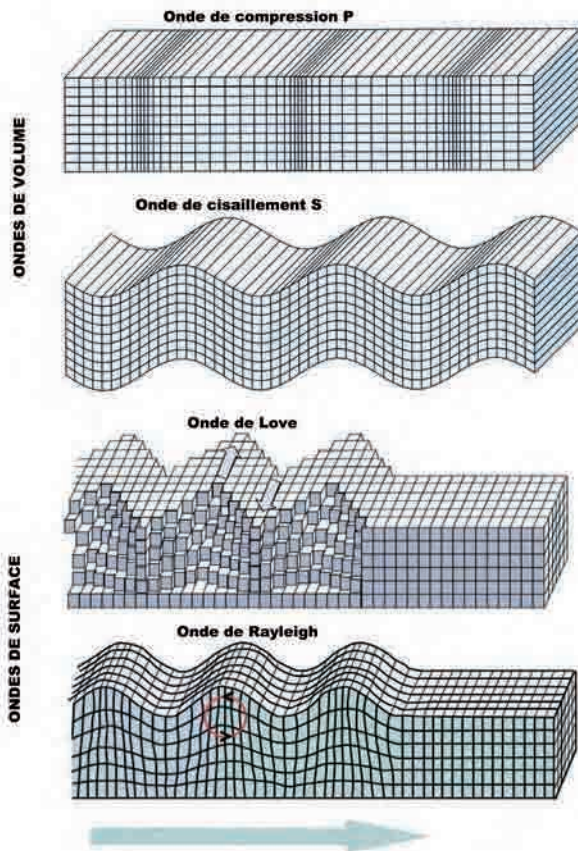 Onde de compression P
ONDES DE VOLUME
Onde de cisaillement S
Onde de Love
ONDES DE SURFACE
Onde de Rayleigh